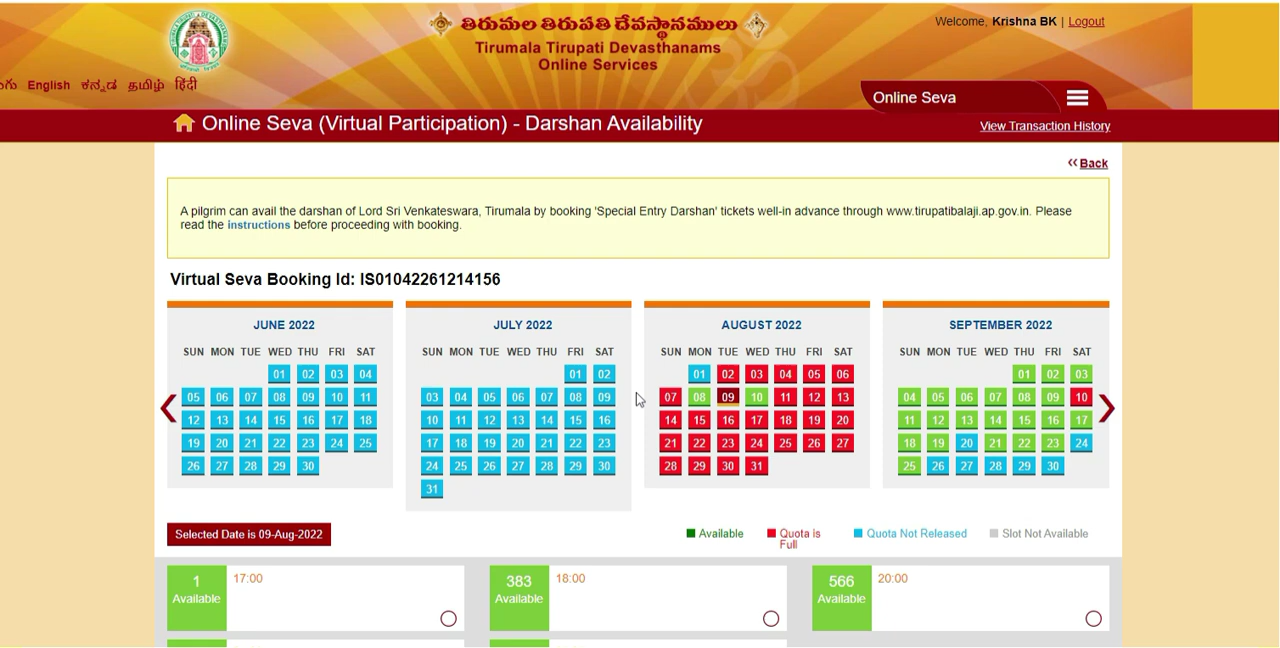 తిరుమల తిరుపతి దేవస్థానములు
Tirumala Tirupati Devasthanams
Online Services
Welcome, Krishna BK | Logout
English ಕನ್ನಡ தமிழ் हिंदी
Online Seva
Online Seva (Virtual Participation) - Darshan Availability
View Transaction History
<< Back
A pilgrim can avail the darshan of Lord Sri Venkateswara, Tirumala by booking 'Special Entry Darshan' tickets well-in advance through www.tirupatibalaji.ap.gov.in. Please
read the instructions before proceeding with booking.
Virtual Seva Booking Id: IS01042261214156
JUNE 2022
SUN MON TUE WED THU FRI SAT
01 02 03 04
05 06 07 08 09 10 11
12 13 14 15 16 17 18
19 20 21 22 23 24 25
26 27 28 29 30
JULY 2022
SUN MON TUE WED THU FRI SAT
01 02
03 04 05 06 07 08 09
10 11 12 13 14 15 16
17 18 19 20 21 22 23
24 25 26 27 28 29 30
31
AUGUST 2022
SUN MON TUE WED THU FRI SAT
01 02 03 04 05 06
07 08 09 10 11 12 13
14 15 16 17 18 19 20
21 22 23 24 25 26 27
28 29 30 31
SEPTEMBER 2022
SUN MON TUE WED THU FRI SAT
01 02 03
04 05 06 07 08 09 10
11 12 13 14 15 16 17
18 19 20 21 22 23 24
25 26 27 28 29 30
Selected Date is 09-Aug-2022
Available
Quota is
Full
Quota Not Released
Slot Not Available
1
Available
17:00
383
Available
18:00
566
Available
20:00